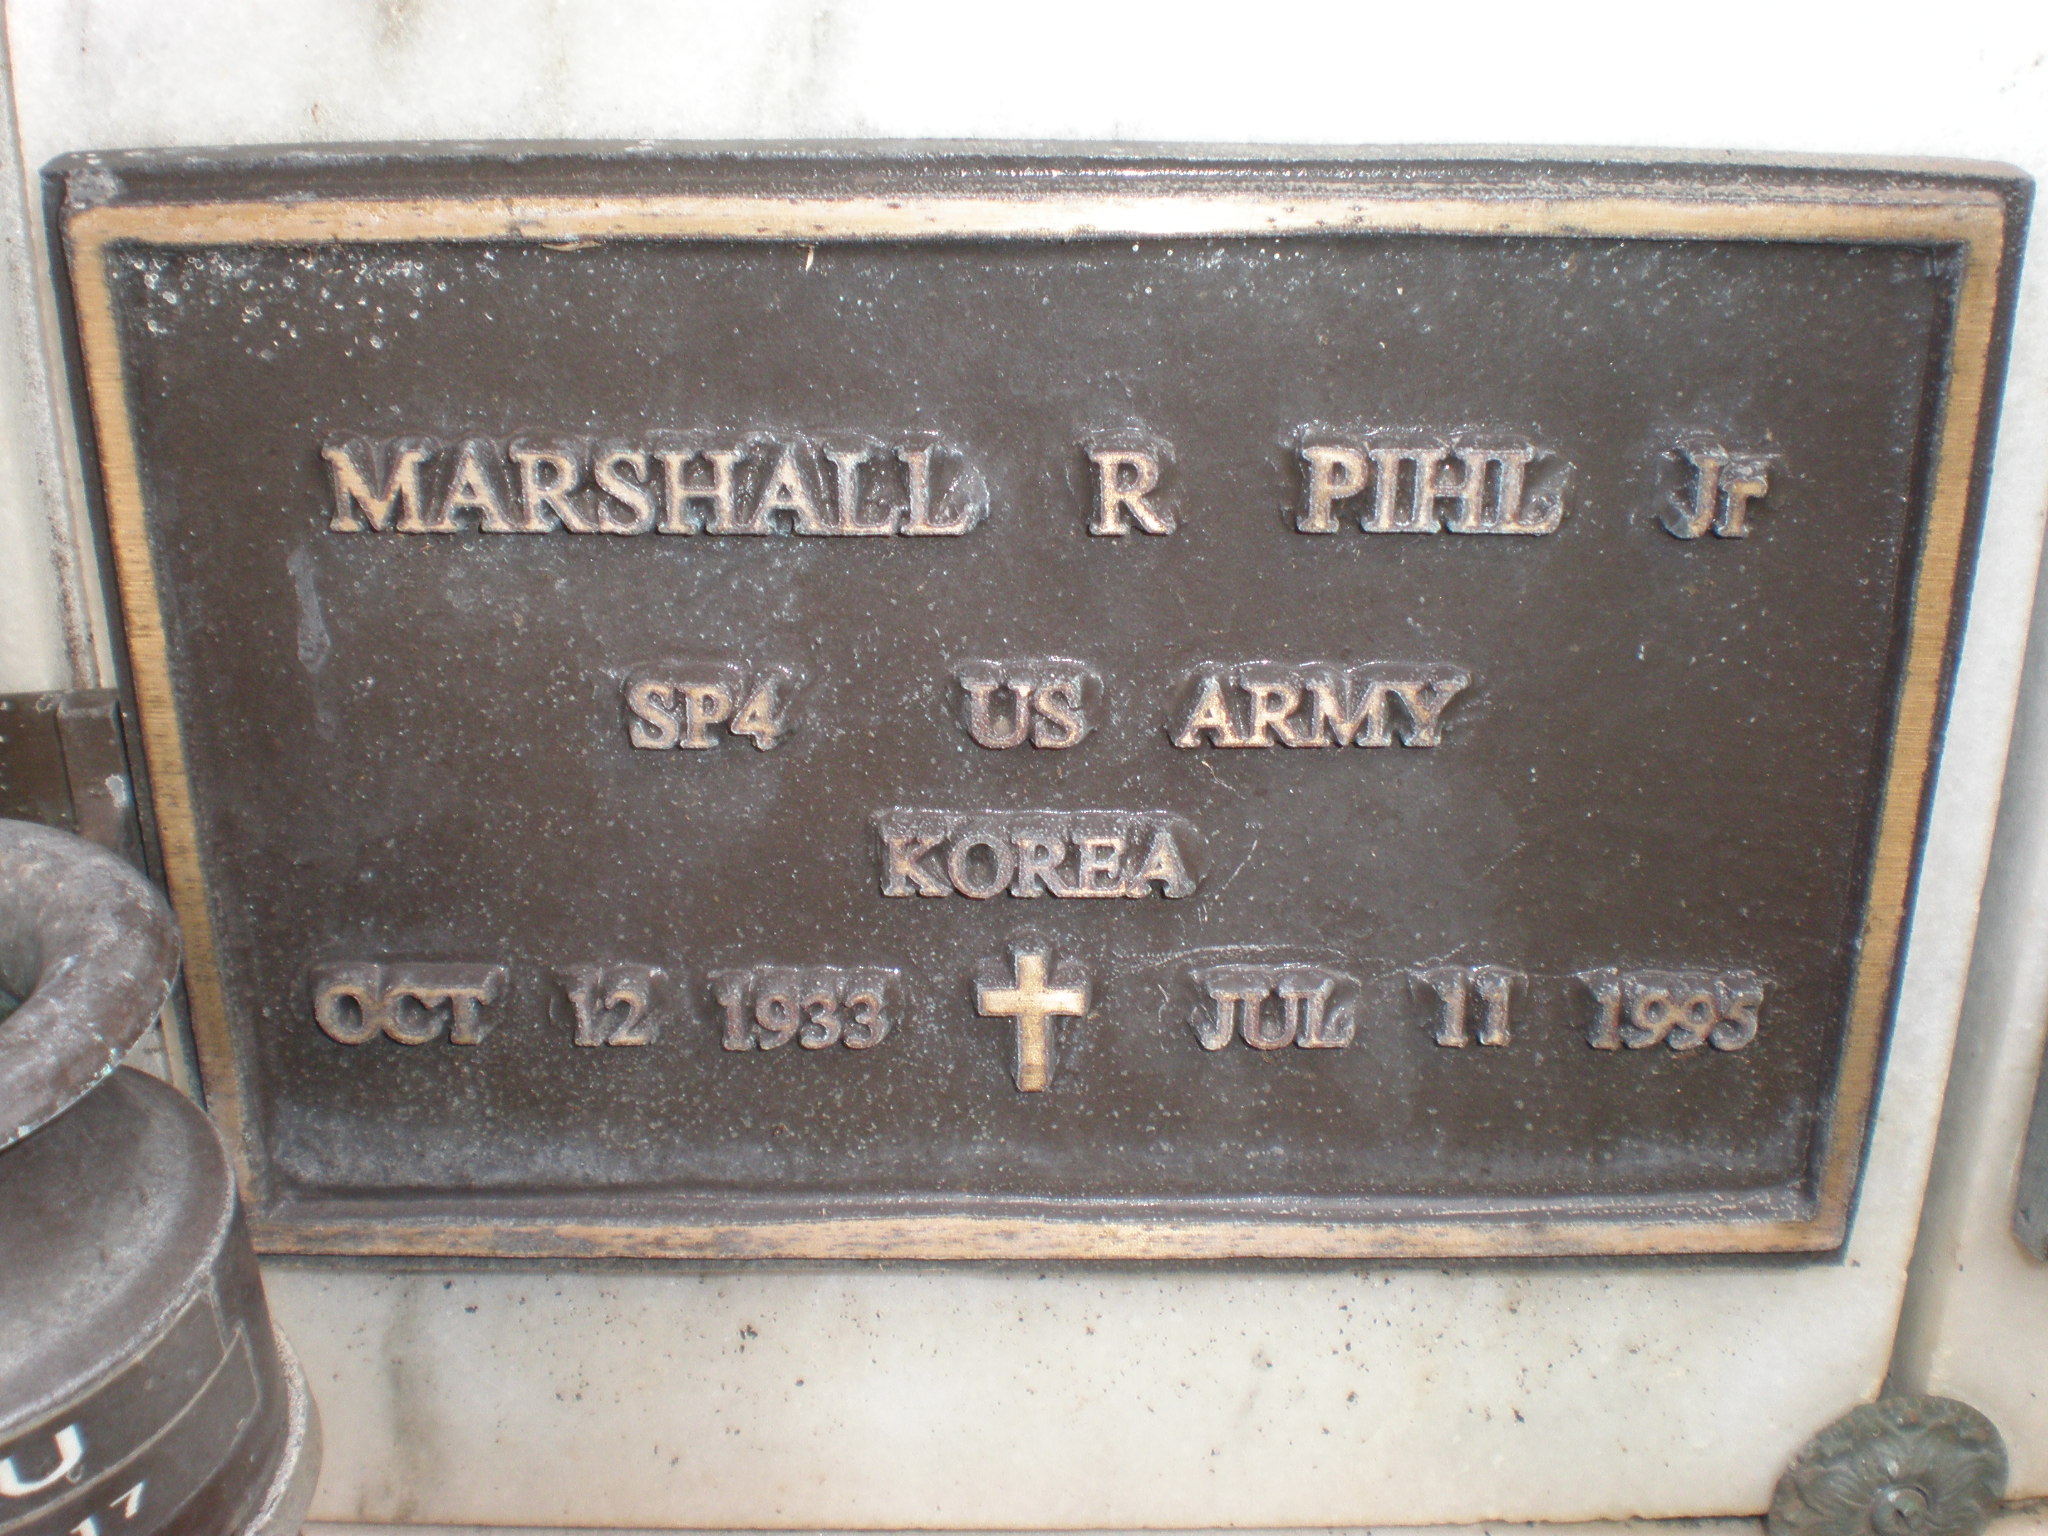 MARSHALL R PIHL Jr
SP4 US ARMY
KOREA
OCT 12 1933 JUL 11 1995
U